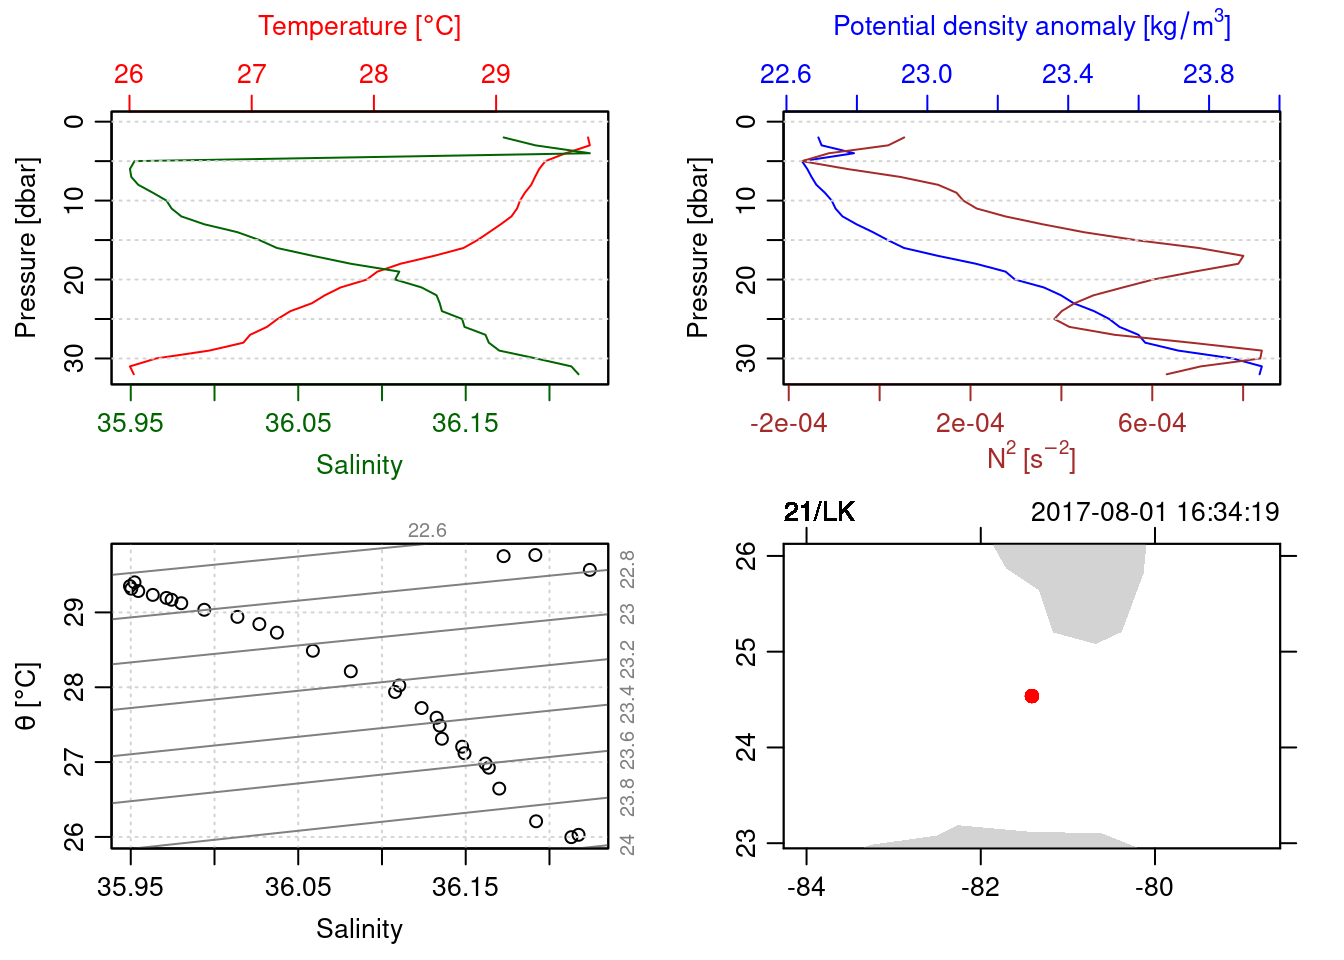 Temperature [°C]
26 27 28 29
0
10
20
30
Pressure [dbar]
35.95 36.05 36.15
Salinity
Potential density anomaly [kg/m³]
22.6 23.0 23.4 23.8
0
10
20
30
Pressure [dbar]
-2e-04 2e-04 6e-04
N² [s⁻²]
22.6
22.8
23
23.2
23.4
23.6
23.8
24
29
28
27
26
θ [°C]
35.95 36.05 36.15
Salinity
21/LK 2017-08-01 16:34:19
26
25
24
23
-84 -82 -80